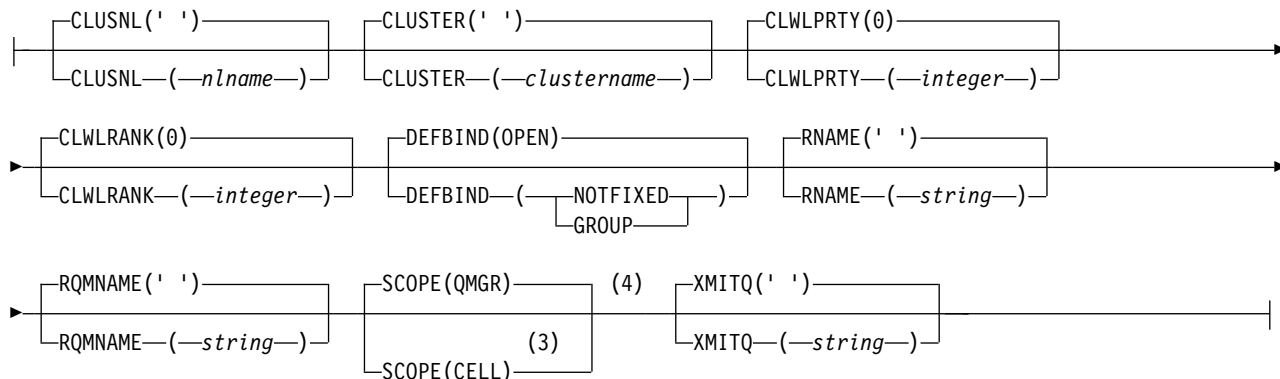 CLUSNL(' ') CLUSTER(' ') CLWLPRTY(0)
CLUSNL ( nlname ) CLUSTER ( clustername ) CLWLPRTY ( integer )
CLWLRANK(0) DEFBIND(OPEN) RNAME(' ')
CLWLRANK ( integer ) DEFBIND ( NOTFIXED ) RNAME ( string )
GROUP
RQMNAME(' ') SCOPE(QMGR) (4) XMITQ(' ')
RQMNAME ( string ) (3) XMITQ ( string )
SCOPE(CELL)